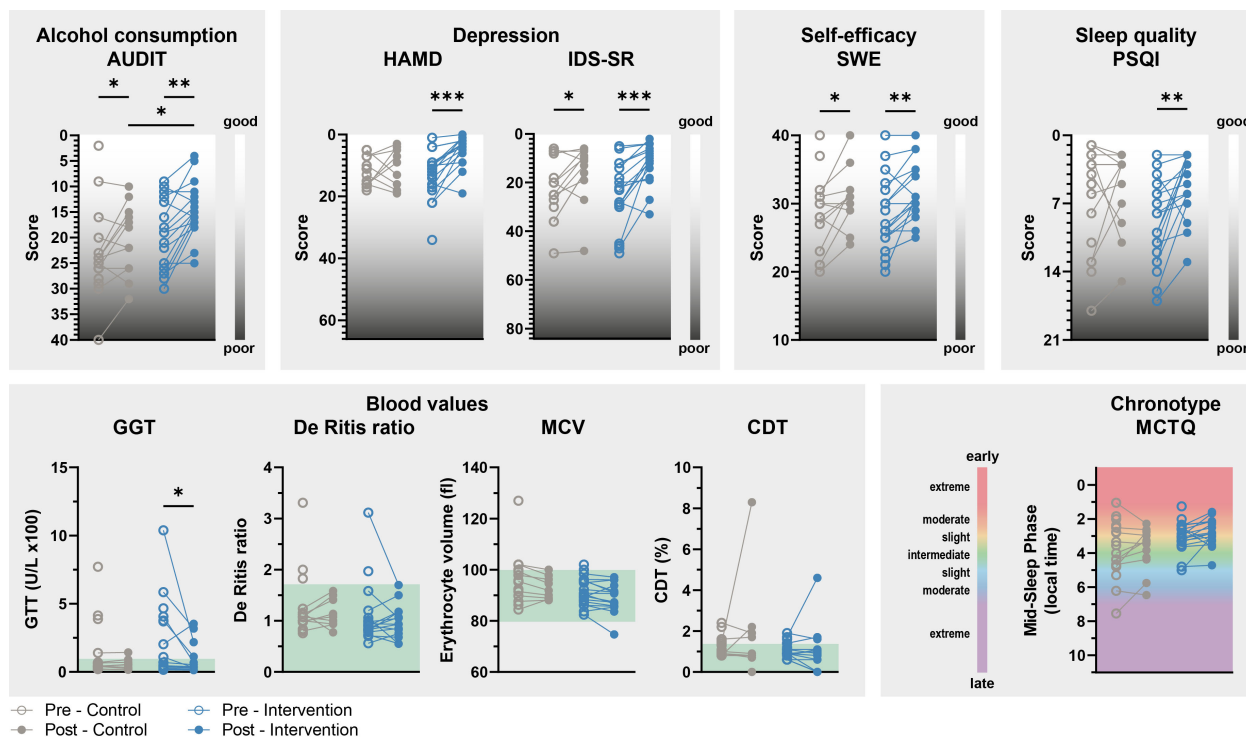 Alcohol consumption
AUDIT
Depression
HAMD
IDS-SR
Self-efficacy
SWE
Sleep quality
PSQI
*
**
*
***
*
***
*
**
**
good
good
good
good
0
5
10
15
20
25
30
35
40
Score
0
20
40
60
0
20
40
60
80
40
30
20
10
Score
0
7
14
21
Score
poor
poor
poor
poor
Blood values
GGT
De Ritis ratio
MCV
CDT
Chronotype
MCTQ
15
10
5
0
GTT (U/L x100)
*
4
3
2
1
0
De Ritis ratio
140
120
100
80
60
Erythrocyte volume (fl)
10
8
6
4
2
0
CDT (%)
early
extreme
moderate
slight
intermediate
slight
moderate
extreme
late
Mid-Sleep Phase
(local time)
0
2
4
6
8
10
Pre - Control
Pre - Intervention
Post - Control
Post - Intervention